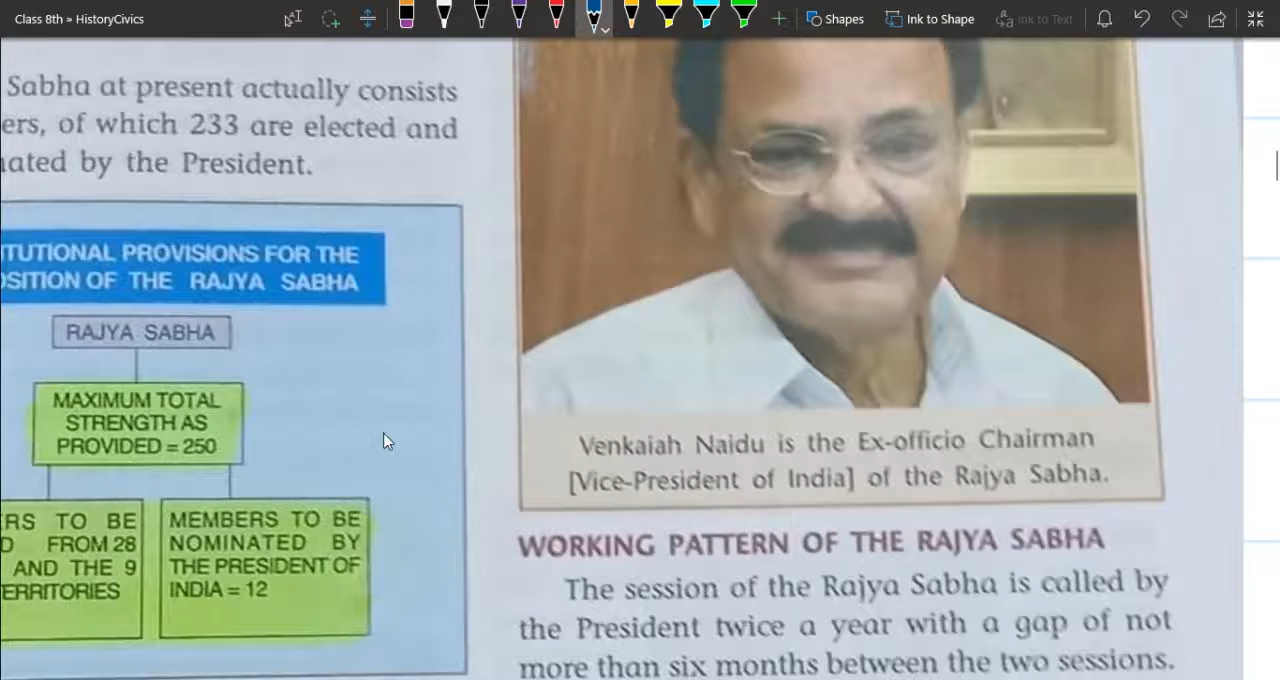 Class 8th » HistoryCivics
Shapes
Ink to Shape
Ink to Text
Sabha at present actually consists
ers, of which 233 are elected and
nated by the President.
TUTIONAL PROVISIONS FOR THE
OSITION OF THE RAJYA SABHA
RAJYA SABHA
MAXIMUM TOTAL
STRENGTH AS
PROVIDED = 250
ERS TO BE
D FROM 28
AND THE 9
ERRITORIES
MEMBERS TO BE
NOMINATED BY
THE PRESIDENT OF
INDIA = 12
Venkaiah Naidu is the Ex-officio Chairman
[Vice-President of India] of the Rajya Sabha.
WORKING PATTERN OF THE RAJYA SABHA
The session of the Rajya Sabha is called by
the President twice a year with a gap of not
more than six months between the two sessions.